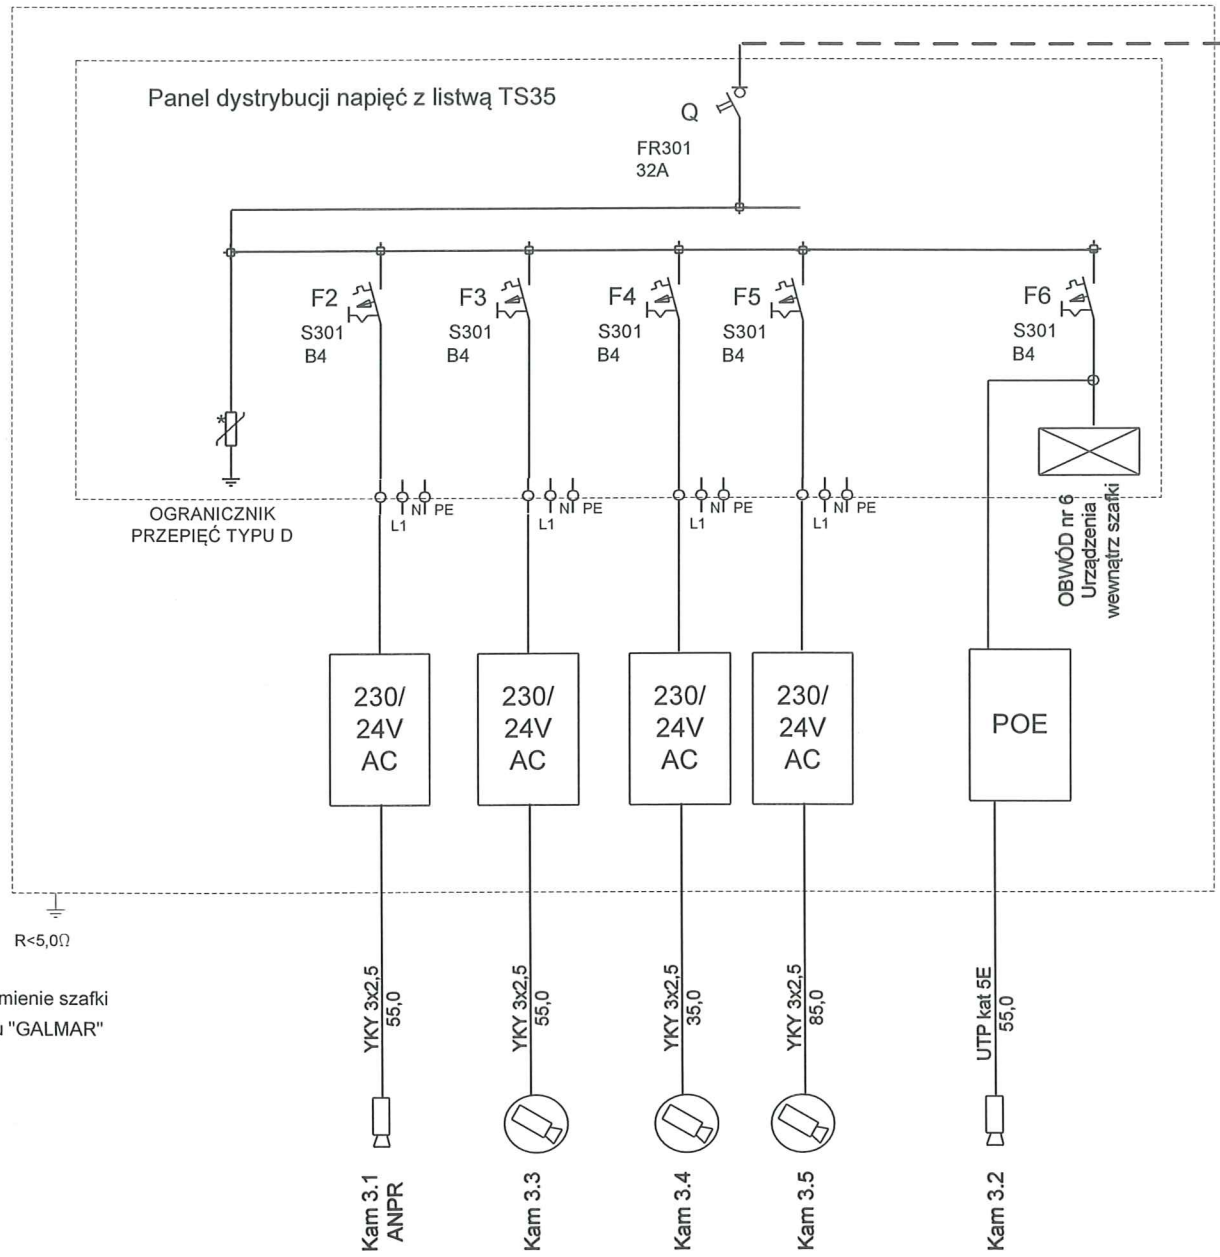 Panel dystrybucji napięć z listwą TS35
Q
FR301
32A
F2
S301
B4
F3
S301
B4
F4
S301
B4
F5
S301
B4
F6
S301
B4
*
OGRANICZNIK
PRZEPIĘĆ TYPU D
L1
N
PE
L1
N
PE
L1
N
PE
L1
N
PE
OBWÓD nr 6
Urządzenia
wewnątrz szafki
230/
24V
AC
230/
24V
AC
230/
24V
AC
230/
24V
AC
POE
R<5,0Ω
mienie szafki
"GALMAR"
YKY 3x2,5
55,0
YKY 3x2,5
55,0
YKY 3x2,5
35,0
YKY 3x2,5
85,0
UTP kat 5E
55,0
Kam 3.1
ANPR
Kam 3.3
Kam 3.4
Kam 3.5
Kam 3.2